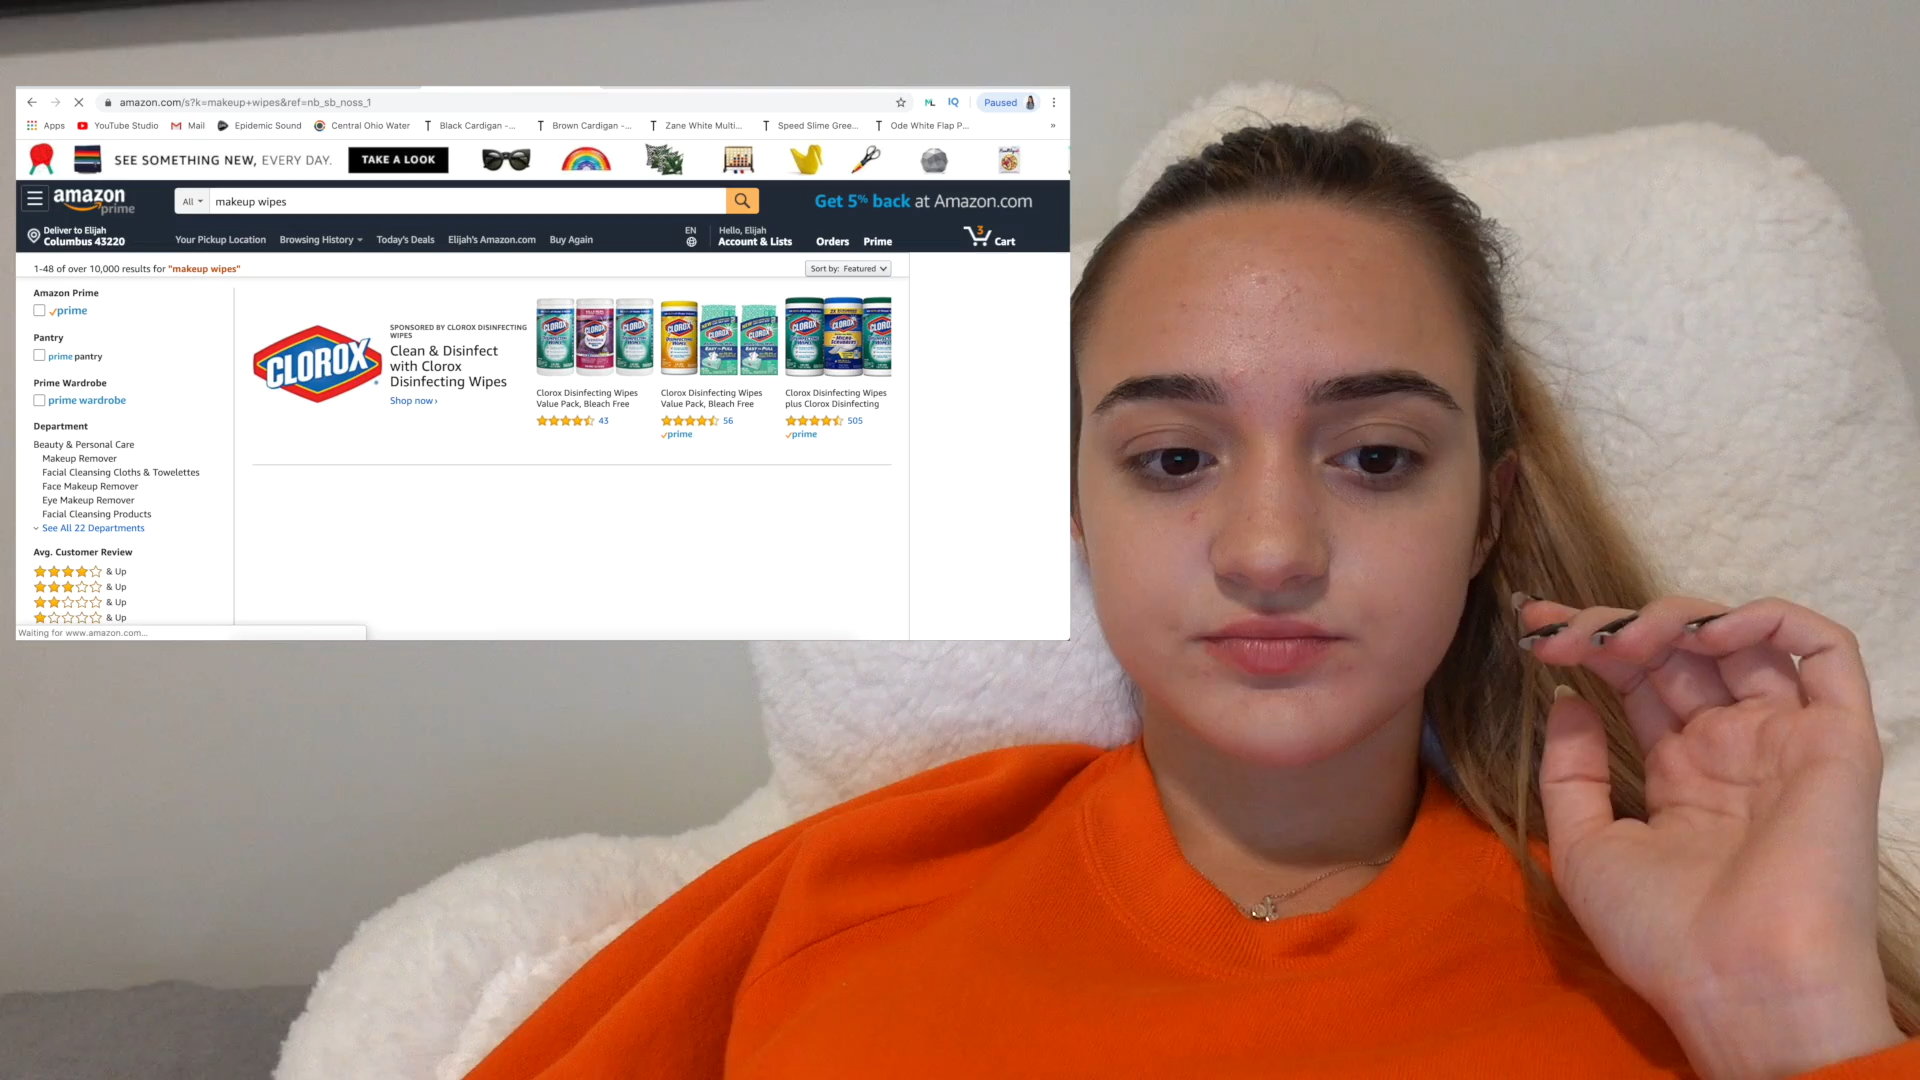 amazon.com/s?k=makeup+wipes&ref=nb_sb_noss_1
IQ
Paused
Apps YouTube Studio Mail Epidemic Sound Central Ohio Water Black Cardigan -... Brown Cardigan -... Zane White Multi... Speed Slime Gree... Ode White Flap P... »
SEE SOMETHING NEW, EVERY DAY. TAKE A LOOK
amazon prime
All makeup wipes
Get 5% back at Amazon.com
Deliver to Elijah
Columbus 43220
Your Pickup Location Browsing History Today's Deals Elijah's Amazon.com Buy Again
EN
Hello, Elijah
Account & Lists
Orders Prime
3
Cart
1-48 of over 10,000 results for "makeup wipes"
Sort by: Featured
Amazon Prime
prime
Pantry
prime pantry
Prime Wardrobe
prime wardrobe
Department
Beauty & Personal Care
Makeup Remover
Facial Cleansing Cloths & Towelettes
Face Makeup Remover
Eye Makeup Remover
Facial Cleansing Products
See All 22 Departments
Avg. Customer Review
& Up
& Up
& Up
& Up
Waiting for www.amazon.com...
CLOROX
SPONSORED BY CLOROX DISINFECTING
WIPES
Clean & Disinfect
with Clorox
Disinfecting Wipes
Shop now ›
Clorox Disinfecting Wipes
Value Pack, Bleach Free
43
Clorox Disinfecting Wipes
Value Pack, Bleach Free
56
prime
Clorox Disinfecting Wipes
plus Clorox Disinfecting
505
prime